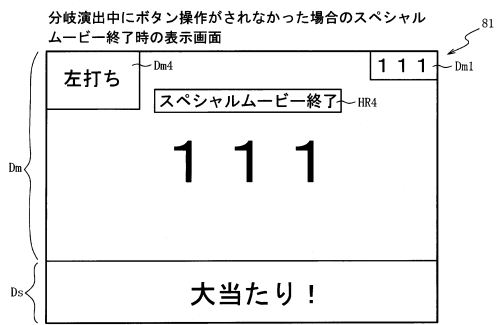 分岐演出中にボタン操作がされなかった場合のスペシャル
ムービー終了時の表示画面
81
左打ち
Dm4
１１１
Dm1
スペシャルムービー終了
HR4
１１１
Dm
Ds
大当たり！